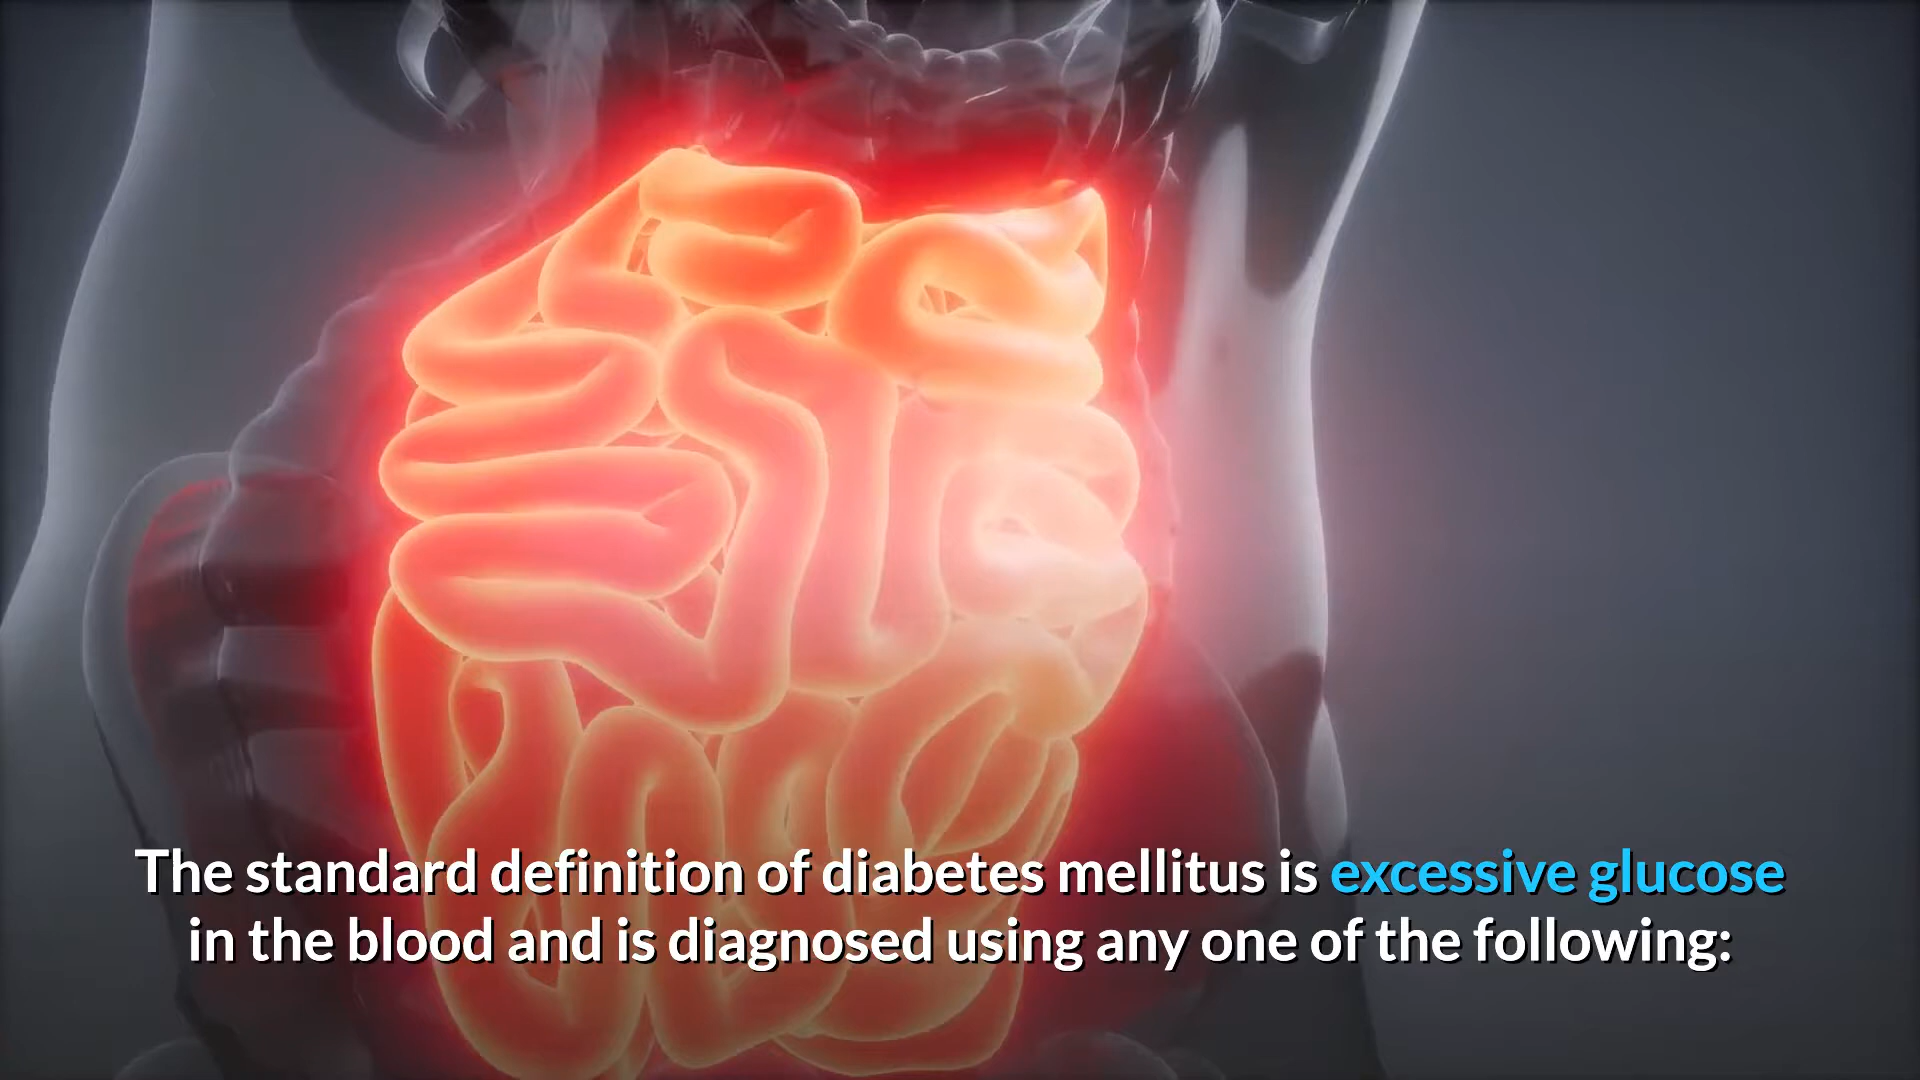 The standard definition of diabetes mellitus is excessive glucose
in the blood and is diagnosed using any one of the following: